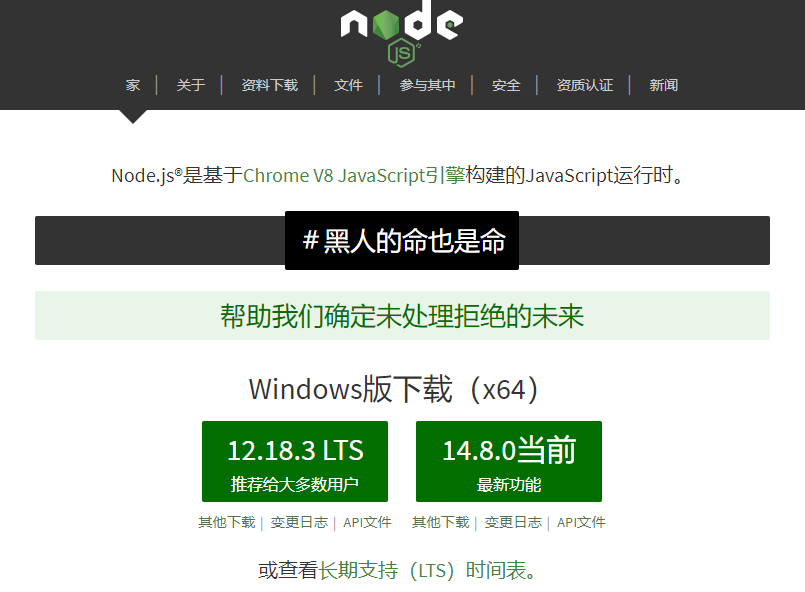 node
JS
家 | 关于 | 资料下载 | 文件 | 参与其中 | 安全 | 资质认证 | 新闻
Node.js®是基于Chrome V8 JavaScript引擎构建的JavaScript运行时。
#黑人的命也是命
帮助我们确定未处理拒绝的未来
Windows版下载（x64）
12.18.3 LTS 14.8.0当前
推荐给大多数用户 最新功能
其他下载 | 变更日志 | API文件 其他下载 | 变更日志 | API文件
或查看长期支持（LTS）时间表。